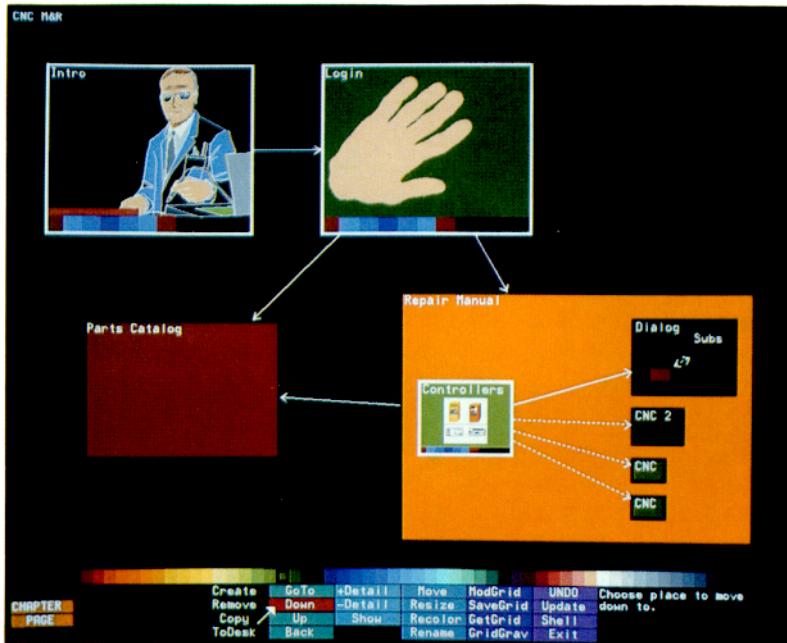 CNC M&R
Intro
Login
Parts Catalog
Repair Manual
Dialog
Subs
Controllers
CNC 2
CNC
CNC
CHAPTER
PAGE
Create GoTo +Detail Move ModGrid UNDO Choose place to move
Remove Down -Detail Resize SaveGrid Update down to.
Copy Up Show Recolor GetGrid Shell
ToDesk Back Rename GridGrav Exit